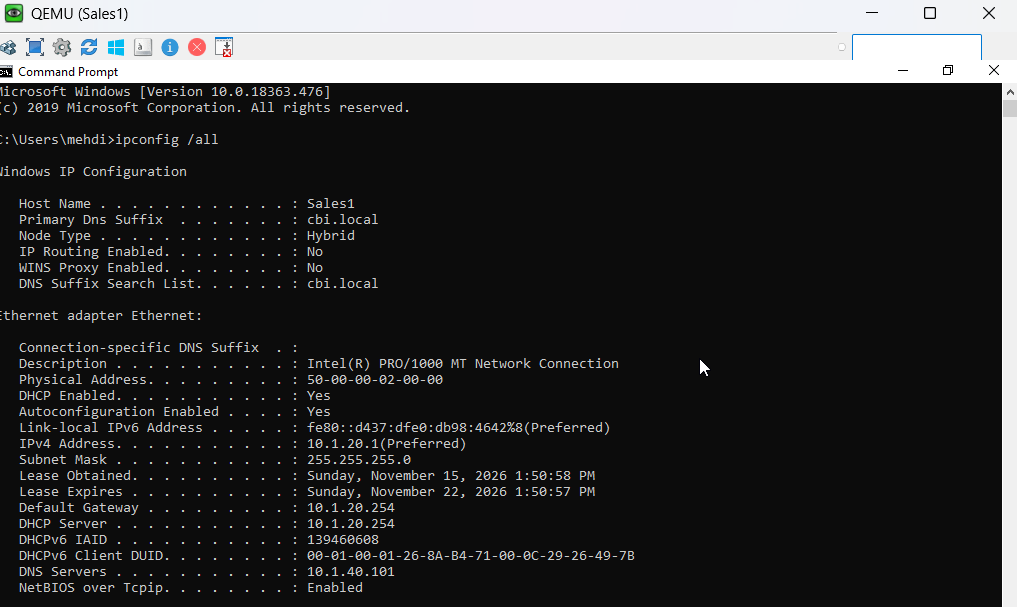 QEMU (Sales1)
Command Prompt
Microsoft Windows [Version 10.0.18363.476]
(c) 2019 Microsoft Corporation. All rights reserved.
C:\Users\mehdi>ipconfig /all
Windows IP Configuration
Host Name . . . . . . . . . . . . : Sales1
Primary Dns Suffix . . . . . . . : cbi.local
Node Type . . . . . . . . . . . . : Hybrid
IP Routing Enabled. . . . . . . . : No
WINS Proxy Enabled. . . . . . . . : No
DNS Suffix Search List. . . . . . : cbi.local
Ethernet adapter Ethernet:
Connection-specific DNS Suffix . :
Description . . . . . . . . . . . : Intel(R) PRO/1000 MT Network Connection
Physical Address. . . . . . . . . : 50-00-00-02-00-00
DHCP Enabled. . . . . . . . . . . : Yes
Autoconfiguration Enabled . . . . : Yes
Link-local IPv6 Address . . . . . : fe80::d437:dfe0:db98:4642%8(Preferred)
IPv4 Address. . . . . . . . . . . : 10.1.20.1(Preferred)
Subnet Mask . . . . . . . . . . . : 255.255.255.0
Lease Obtained. . . . . . . . . . : Sunday, November 15, 2026 1:50:58 PM
Lease Expires . . . . . . . . . . : Sunday, November 22, 2026 1:50:57 PM
Default Gateway . . . . . . . . . : 10.1.20.254
DHCP Server . . . . . . . . . . . : 10.1.20.254
DHCPv6 IAID . . . . . . . . . . . : 139460608
DHCPv6 Client DUID. . . . . . . . : 00-01-00-01-26-8A-B4-71-00-0C-29-26-49-7B
DNS Servers . . . . . . . . . . . : 10.1.40.101
NetBIOS over Tcpip. . . . . . . . : Enabled